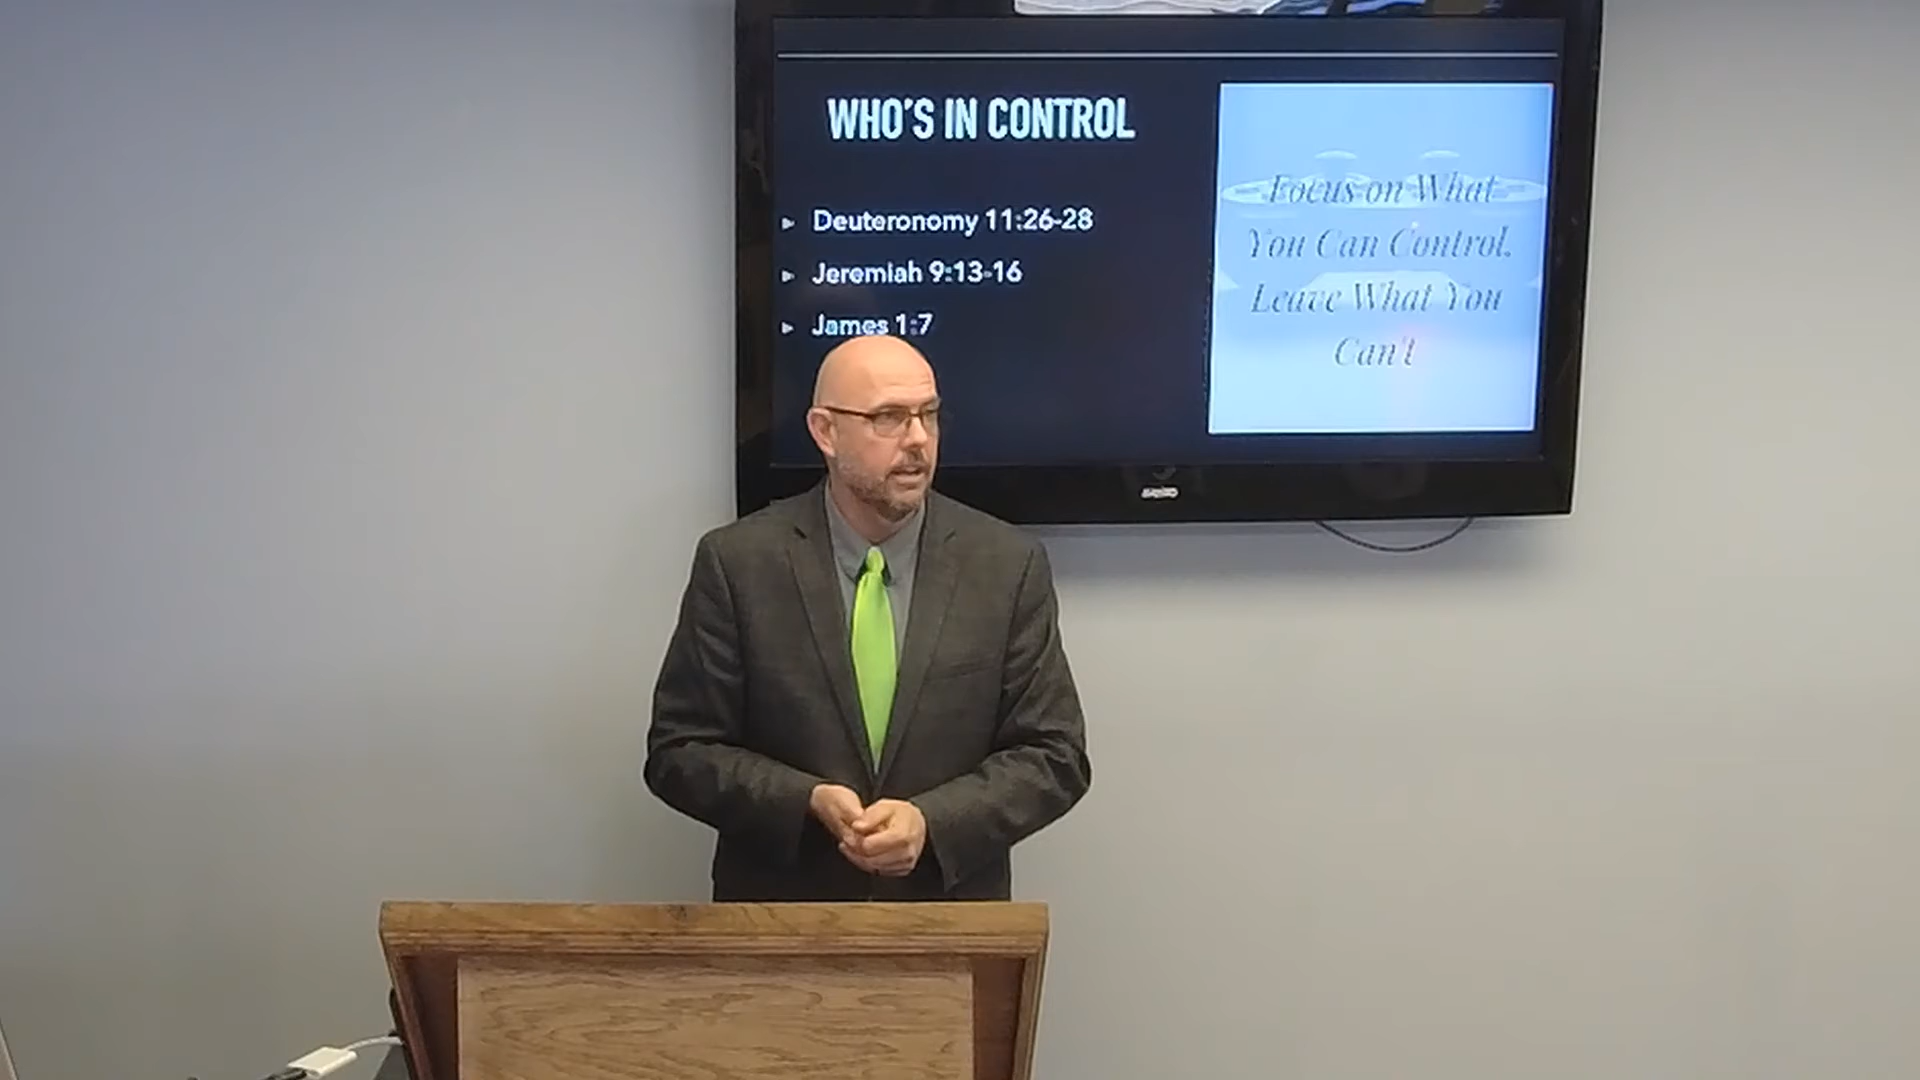 WHO'S IN CONTROL
Deuteronomy 11:26-28
Jeremiah 9:13-16
James 1:7
Focus on What
You Can Control.
Leave What You
Can't
SANYO